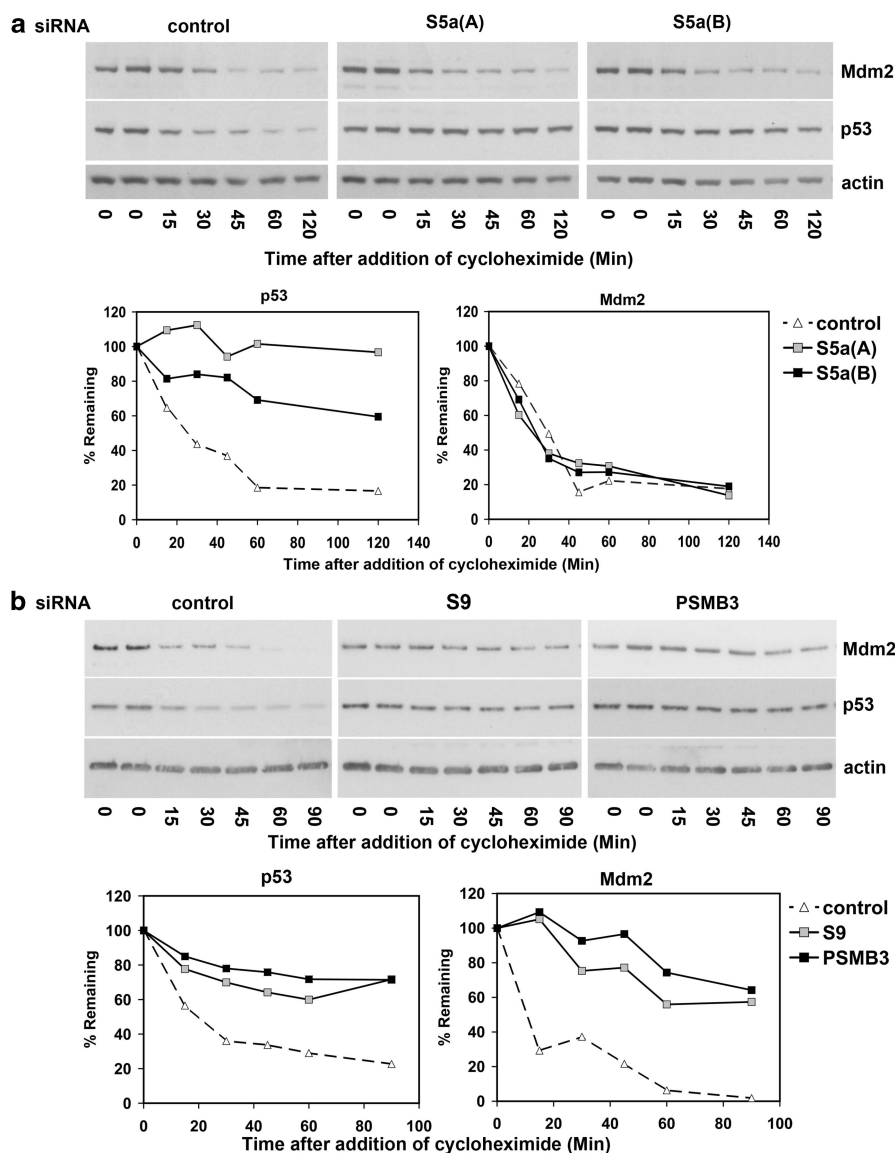 a siRNA control S5a(A) S5a(B)
Mdm2
p53
actin
0 0 15 30 45 60 120 0 0 15 30 45 60 120 0 0 15 30 45 60 120
Time after addition of cycloheximide (Min)
p53
% Remaining
120
100
80
60
40
20
0
0 20 40 60 80 100 120 140
Mdm2
% Remaining
120
100
80
60
40
20
0
0 20 40 60 80 100 120 140
control
S5a(A)
S5a(B)
Time after addition of cycloheximide (Min)
b siRNA control S9 PSMB3
Mdm2
p53
actin
0 0 15 30 45 60 90 0 0 15 30 45 60 90 0 0 15 30 45 60 90
Time after addition of cycloheximide (Min)
p53
% Remaining
120
100
80
60
40
20
0
0 20 40 60 80 100
Mdm2
% Remaining
120
100
80
60
40
20
0
0 20 40 60 80 100
control
S9
PSMB3
Time after addition of cycloheximide (Min)